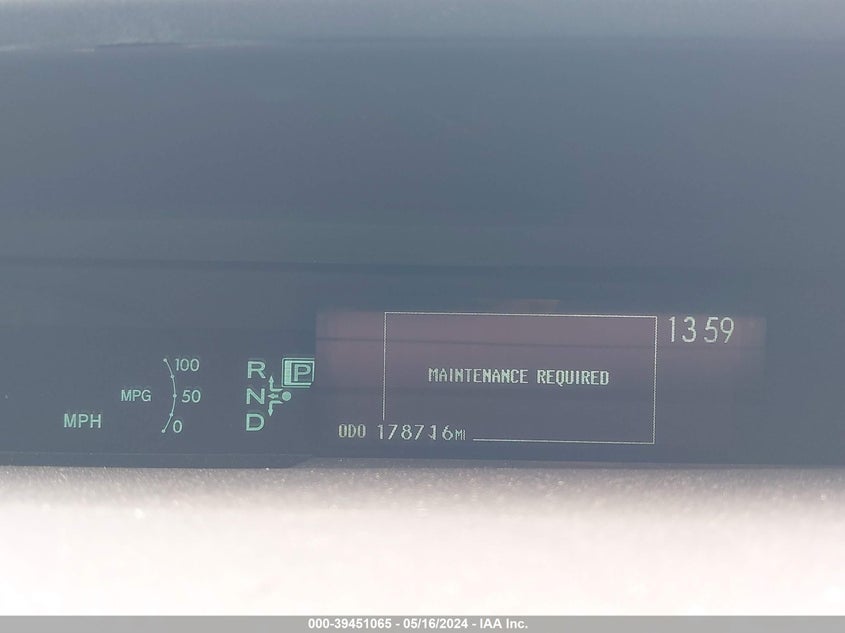 13 59
100
R P
MAINTENANCE REQUIRED
MPG 50 N
MPH 0 D
ODO 178716MI
000-39451065 - 05/16/2024 - IAA Inc.